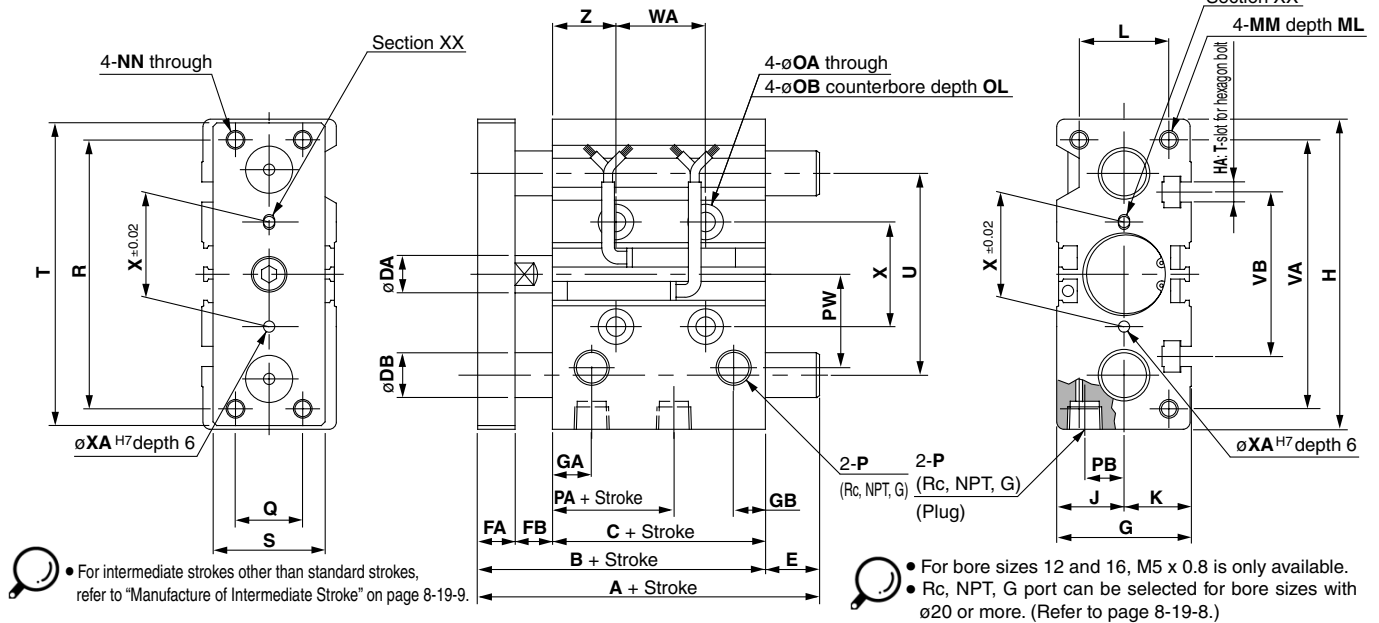 Section XX
4-NN through
T
R
X ±0.02
øXA H7 depth 6
Q
S
Z
WA
4-øOA through
4-øOB counterbore depth OL
øDA
øDB
PW
X
U
GA
PA + Stroke
GB
FA
FB
C + Stroke
B + Stroke
E
A + Stroke
2-P
(Rc, NPT, G)
2-P
(Rc, NPT, G)
(Plug)
Section XX
4-MM depth ML
L
HA: T-slot for hexagon bolt
X ±0.02
VB
VA
H
øXA H7 depth 6
PB
J
K
G
• For intermediate strokes other than standard strokes,
refer to “Manufacture of Intermediate Stroke” on page 8-19-9.
• For bore sizes 12 and 16, M5 x 0.8 is only available.
• Rc, NPT, G port can be selected for bore sizes with
ø20 or more. (Refer to page 8-19-8.)